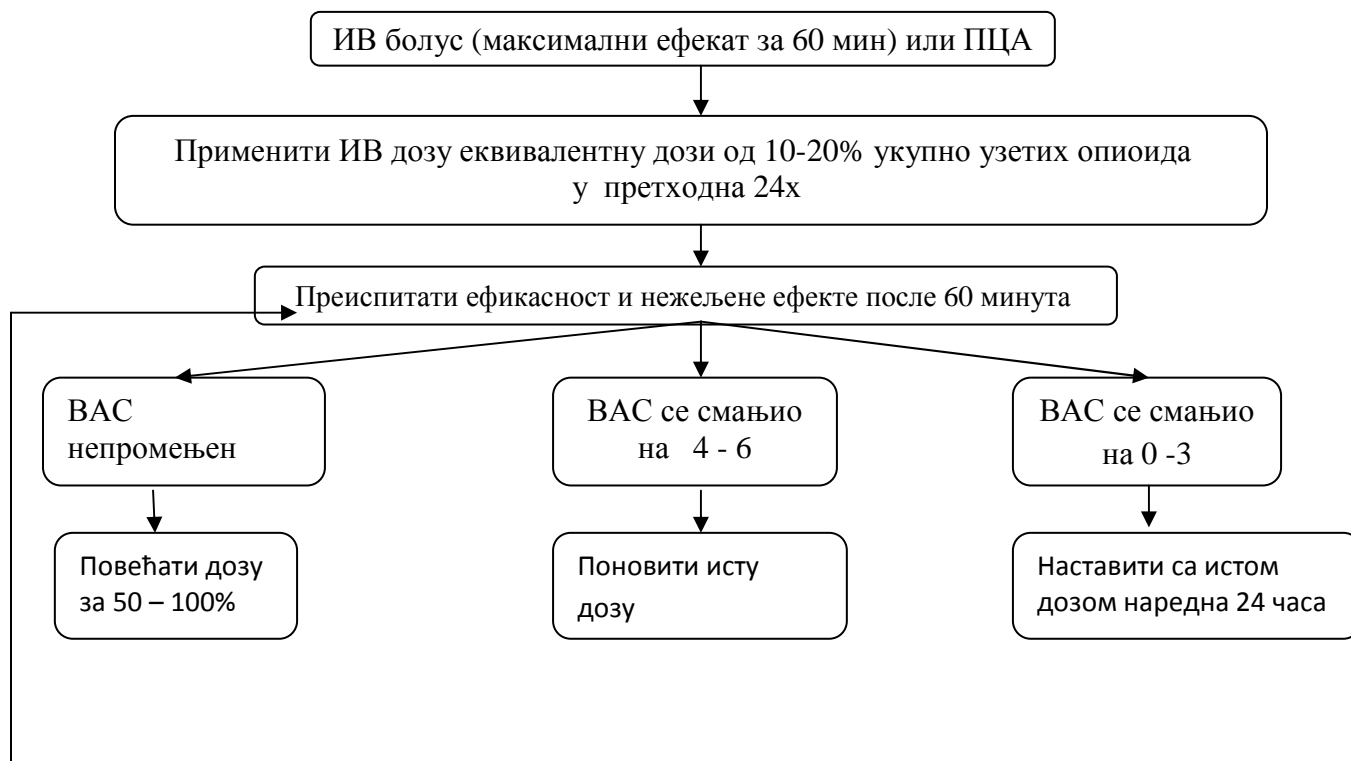 ИВ болус (максимални ефекат за 60 мин) или ПЦА
Применити ИВ дозу еквивалентну дози од 10-20% укупно узетих опиоида
у претходна 24х
Преиспитати ефикасност и нежељене ефекте после 60 минута
ВАС
непромењен
ВАС се смањио
на 4 - 6
ВАС се смањио
на 0 -3
Повећати дозу
за 50 – 100%
Поновити исту
дозу
Наставити са истом
дозом наредна 24 часа